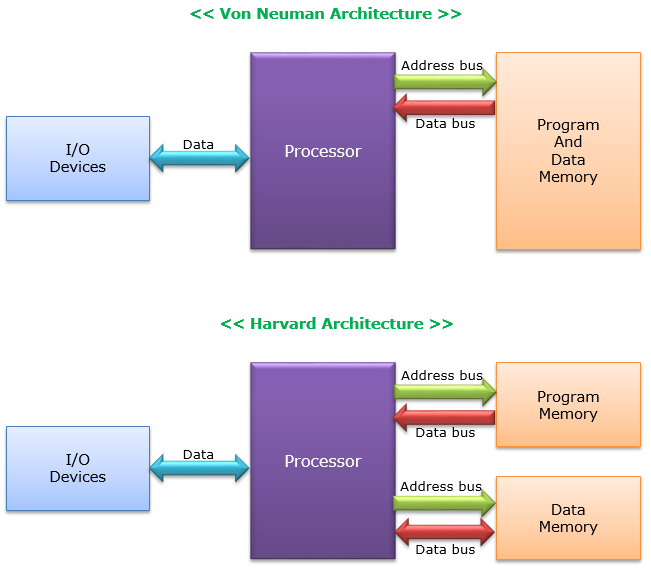 << Von Neuman Architecture >>
Address bus
Data bus
I/O
Devices
Data
Processor
Program
And
Data
Memory
<< Harvard Architecture >>
Address bus
Data bus
Program
Memory
I/O
Devices
Data
Processor
Address bus
Data bus
Data
Memory